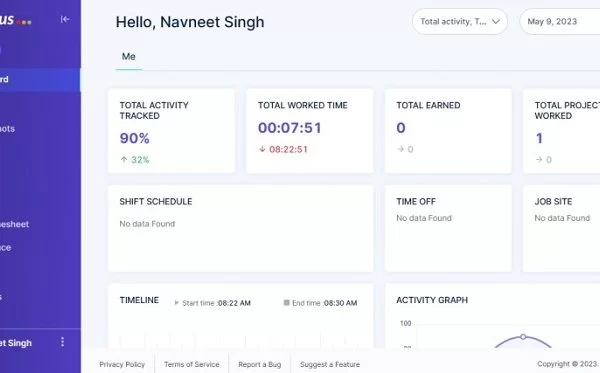 us
Hello, Navneet Singh
Total activity, T...
May 9, 2023
Me
rd
TOTAL ACTIVITY
TRACKED
90%
↑ 32%
TOTAL WORKED TIME
00:07:51
↓ 08:22:51
TOTAL EARNED
0
→ 0
TOTAL PROJECT
WORKED
1
→ 0
ots
SHIFT SCHEDULE
No data Found
TIME OFF
No data Found
JOB SITE
No data Found
esheet
ce
s
TIMELINE
Start time :08:22 AM
End time :08:30 AM
ACTIVITY GRAPH
100
et Singh
Privacy Policy
Terms of Service
Report a Bug
Suggest a Feature
Copyright © 2023.